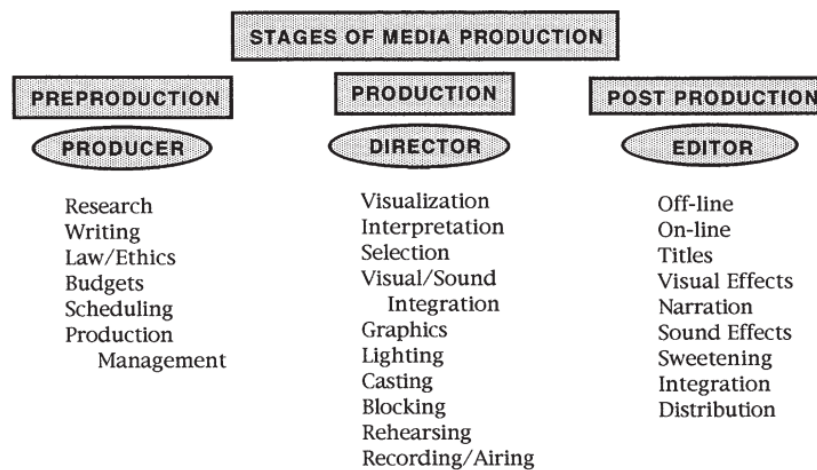 STAGES OF MEDIA PRODUCTION
PREPRODUCTION
PRODUCER
Research
Writing
Law/Ethics
Budgets
Scheduling
Production
Management
PRODUCTION
DIRECTOR
Visualization
Interpretation
Selection
Visual/Sound
Integration
Graphics
Lighting
Casting
Blocking
Rehearsing
Recording/Airing
POST PRODUCTION
EDITOR
Off-line
On-line
Titles
Visual Effects
Narration
Sound Effects
Sweetening
Integration
Distribution